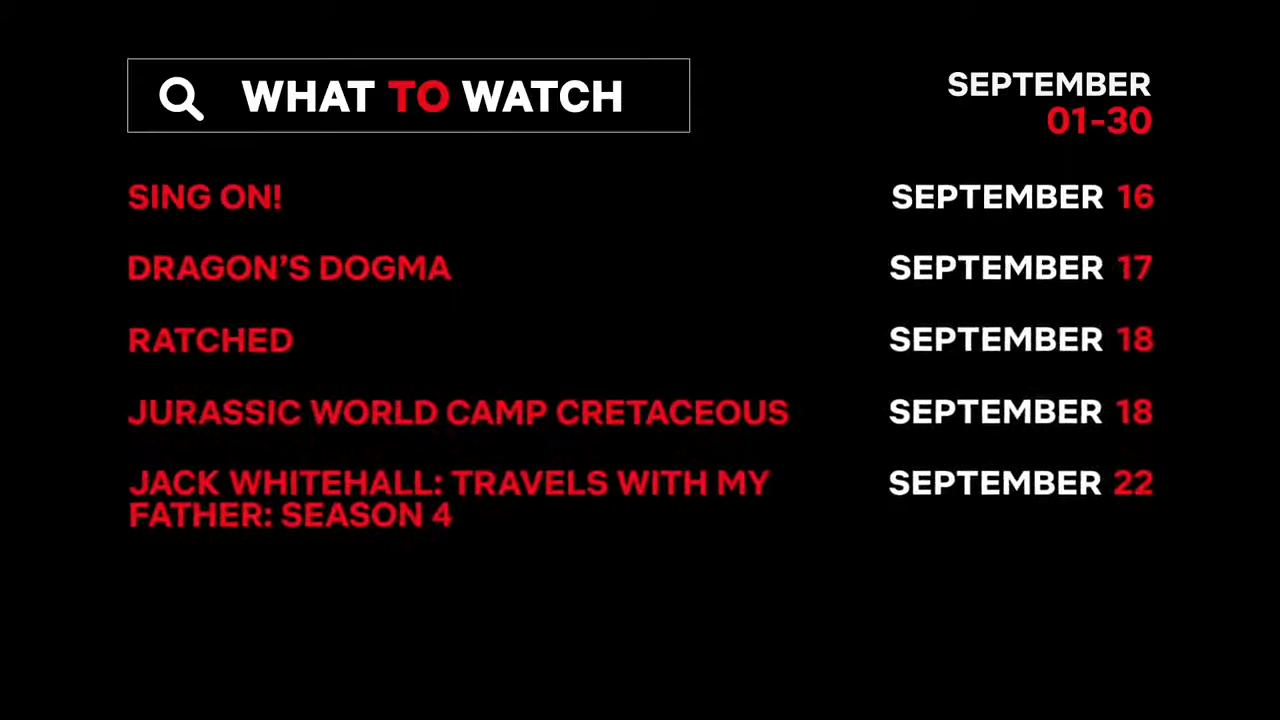 WHAT TO WATCH
SEPTEMBER
01-30
SING ON! SEPTEMBER 16
DRAGON'S DOGMA SEPTEMBER 17
RATCHED SEPTEMBER 18
JURASSIC WORLD CAMP CRETACEOUS SEPTEMBER 18
JACK WHITEHALL: TRAVELS WITH MY SEPTEMBER 22
FATHER: SEASON 4